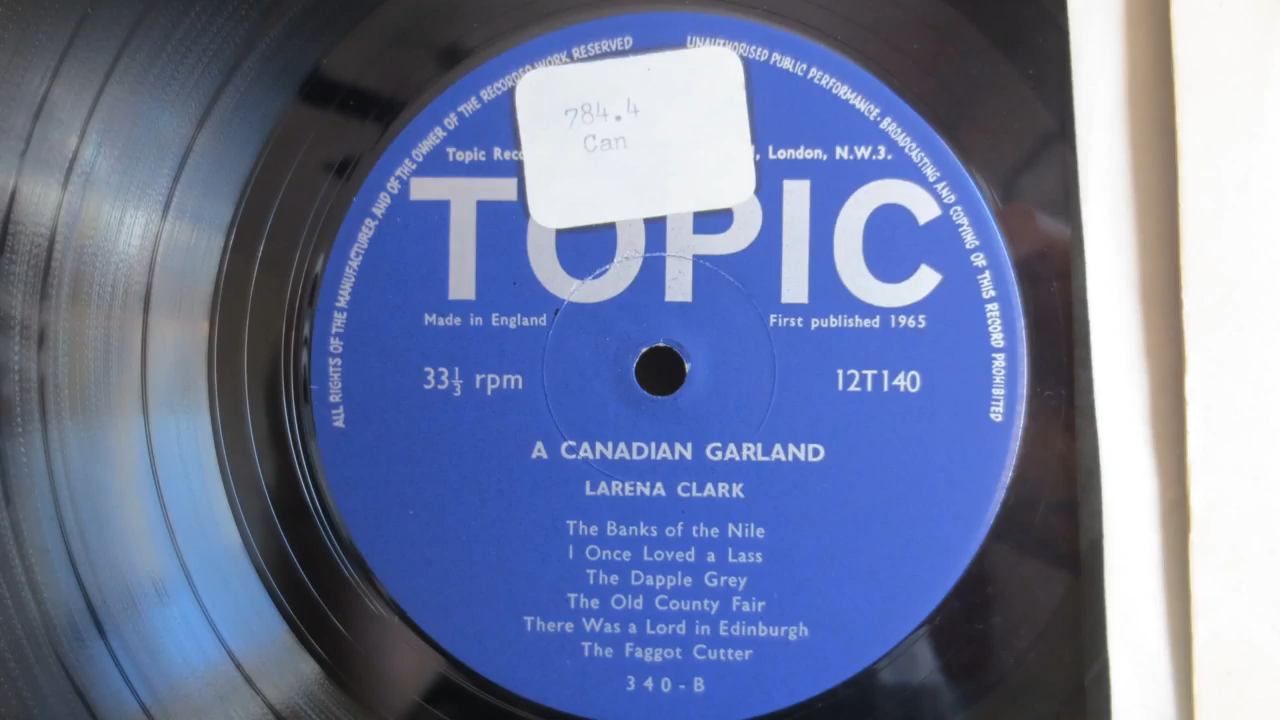 ALL RIGHTS OF THE MANUFACTURER AND OF THE OWNER OF THE RECORDED WORK RESERVED
UNAUTHORISED PUBLIC PERFORMANCE · BROADCASTING AND COPYING OF THIS RECORD PROHIBITED
784.4
Can
Topic , London, N.W.3.
TOPIC
Made in England
First published 1965
33⅓ rpm
12T140
A CANADIAN GARLAND
LARENA CLARK
The Banks of the Nile
I Once Loved a Lass
The Dapple Grey
The Old County Fair
There Was a Lord in Edinburgh
The Faggot Cutter
340-B